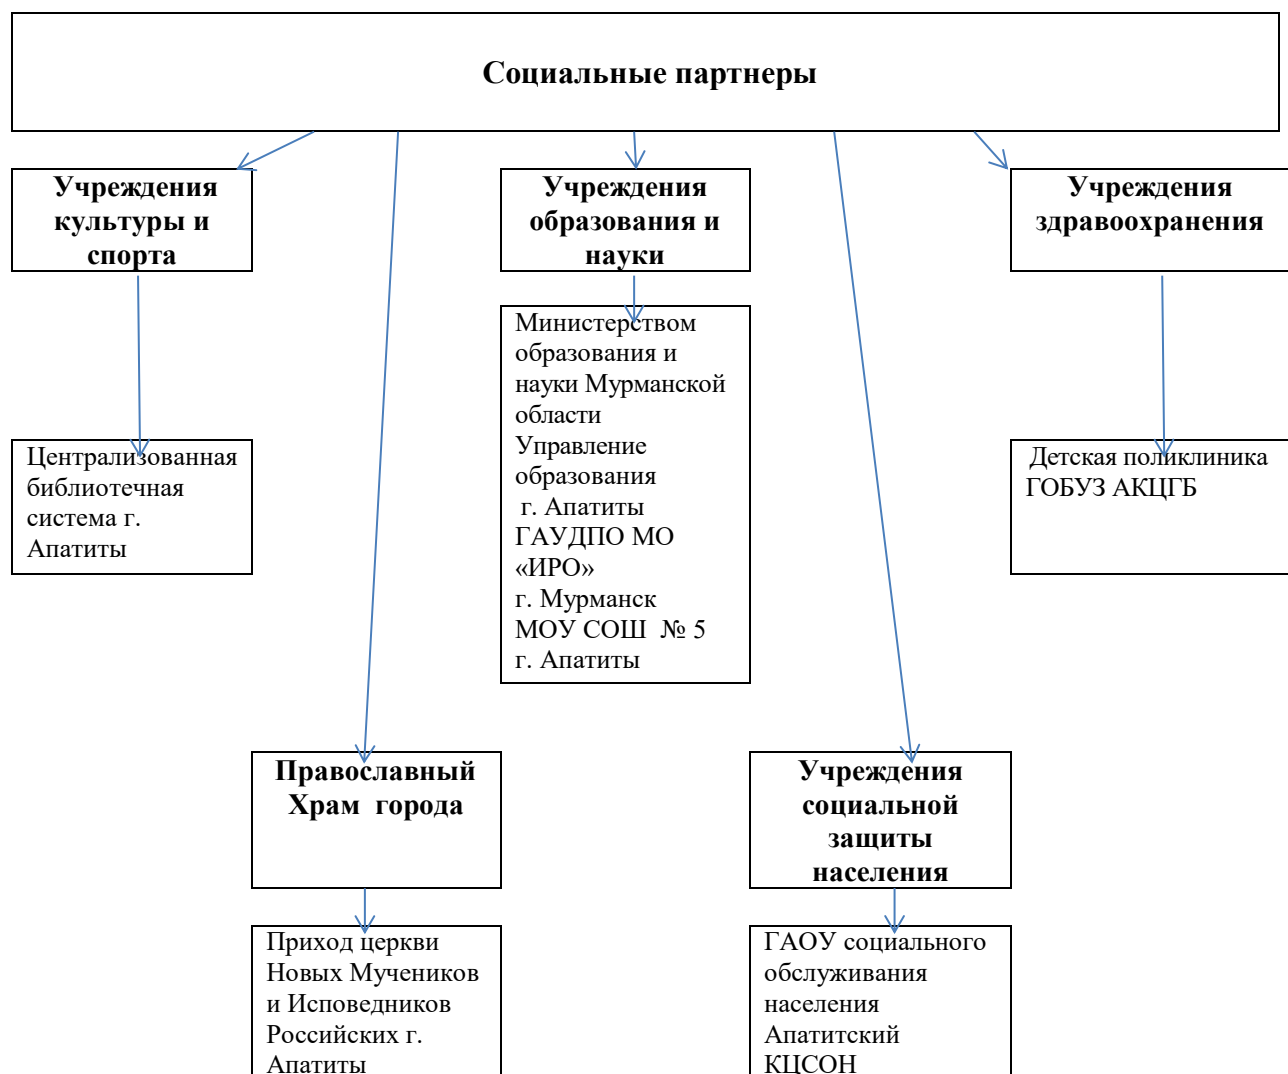 Социальные партнеры
Учреждения
культуры и
спорта
Учреждения
образования и
науки
Учреждения
здравоохранения
Централизованная
библиотечная
система г.
Апатиты
Министерством
образования и
науки Мурманской
области
Управление
образования
г. Апатиты
ГАУДПО МО
«ИРО»
г. Мурманск
МОУ СОШ № 5
г. Апатиты
Детская поликлиника
ГОБУЗ АКЦГБ
Православный
Храм города
Учреждения
социальной
защиты
населения
Приход церкви
Новых Мучеников
и Исповедников
Российских г.
Апатиты
ГАОУ социального
обслуживания
населения
Апатитский
КЦСОН